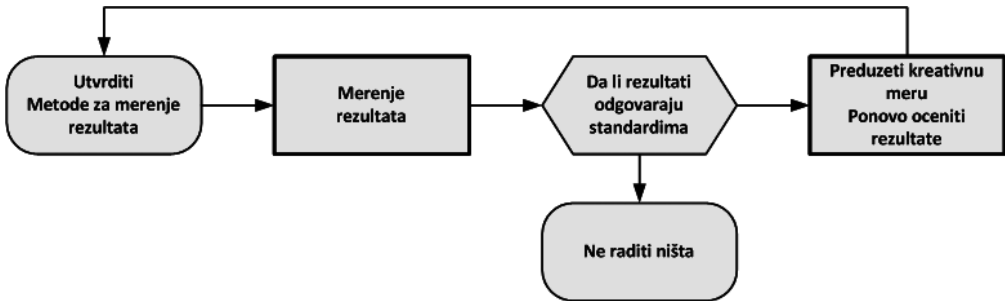 Utvrditi
Metode za merenje
rezultata
Merenje
rezultata
Da li rezultati
odgovaraju
standardima
Preduzeti kreativnu
meru
Ponovo oceniti
rezultate
Ne raditi ništa